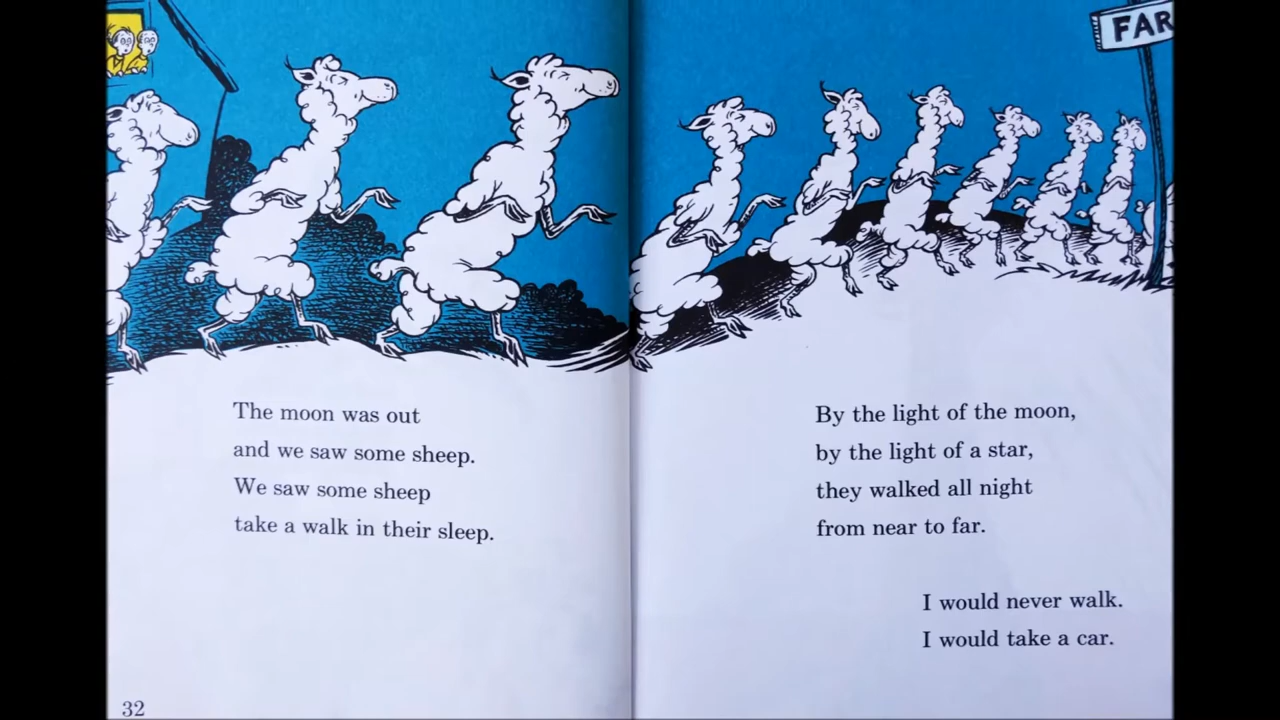 The moon was out
and we saw some sheep.
We saw some sheep
take a walk in their sleep.
32
FAR
By the light of the moon,
by the light of a star,
they walked all night
from near to far.
I would never walk.
I would take a car.